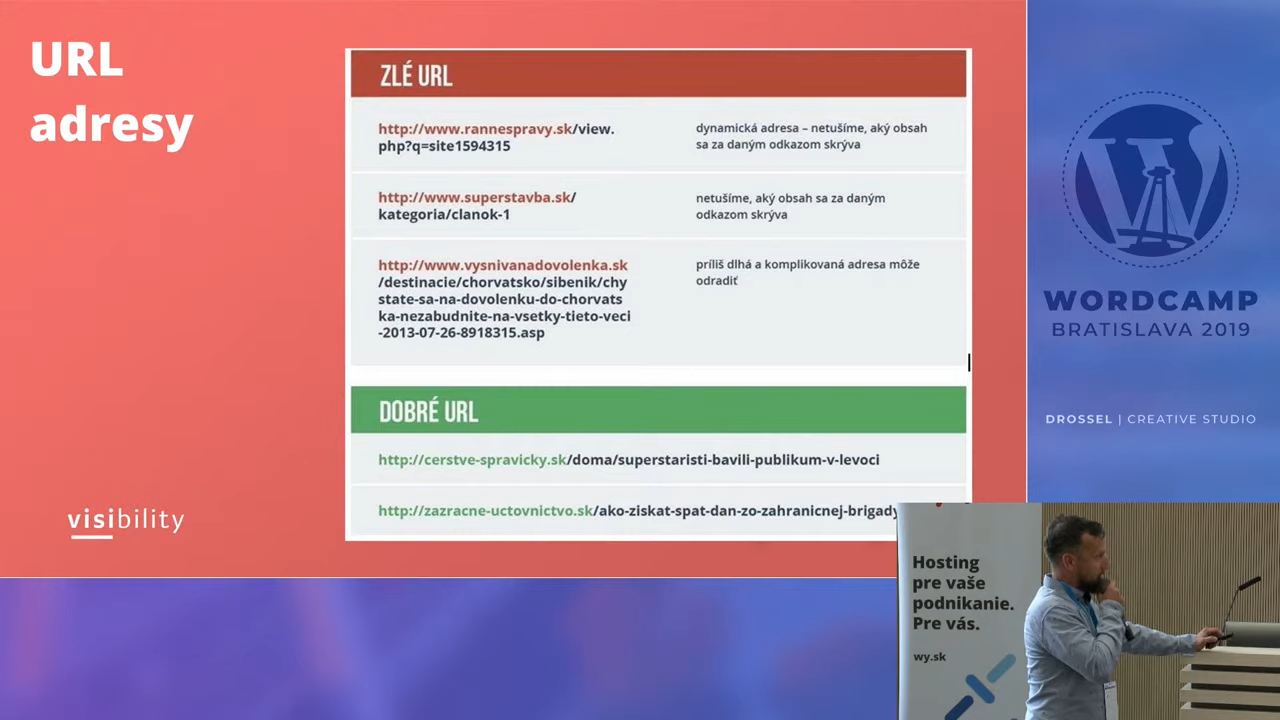 URL
adresy
ZLÉ URL
http://www.rannespravy.sk/view.
php?q=site1594315
dynamická adresa – netušíme, aký obsah
sa za daným odkazom skrýva
http://www.superstavba.sk/
kategoria/clanok-1
netušíme, aký obsah sa za daným
odkazom skrýva
http://www.vysnivanadovolenka.sk
/destinacie/chorvatsko/sibenik/chy
state-sa-na-dovolenku-do-chorvats
ka-nezabudnite-na-vsetky-tieto-veci
-2013-07-26-8918315.asp
príliš dlhá a komplikovaná adresa môže
odradiť
DOBRÉ URL
http://cerstve-spravicky.sk/doma/superstaristi-bavili-publikum-v-levoci
http://zazracne-uctovnictvo.sk/ako-ziskat-spat-dan-zo-zahranicnej-brigady
visibility
WORDCAMP
BRATISLAVA 2019
DROSSEL | CREATIVE STUDIO
Hosting
pre vaše
podnikanie.
Pre vás.
wy.sk